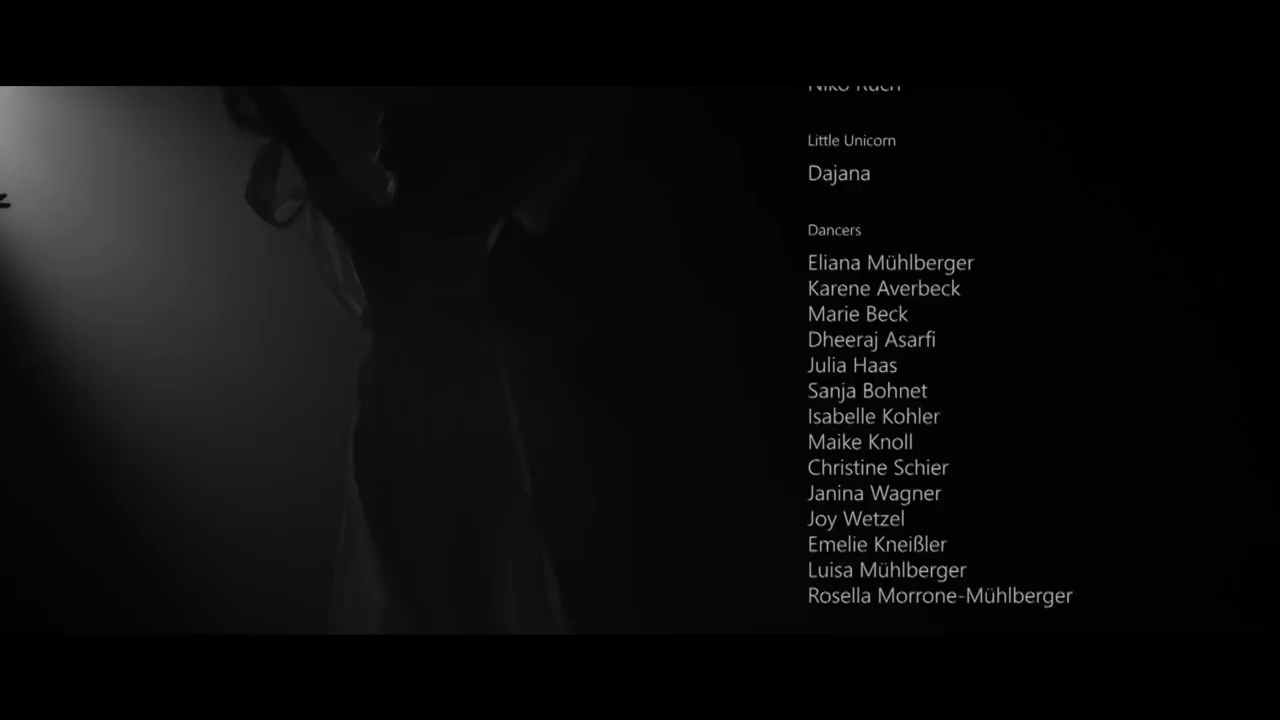 Little Unicorn
Dajana
Dancers
Eliana Mühlberger
Karene Averbeck
Marie Beck
Dheeraj Asarfi
Julia Haas
Sanja Bohnet
Isabelle Kohler
Maike Knoll
Christine Schier
Janina Wagner
Joy Wetzel
Emelie Kneißler
Luisa Mühlberger
Rosella Morrone-Mühlberger